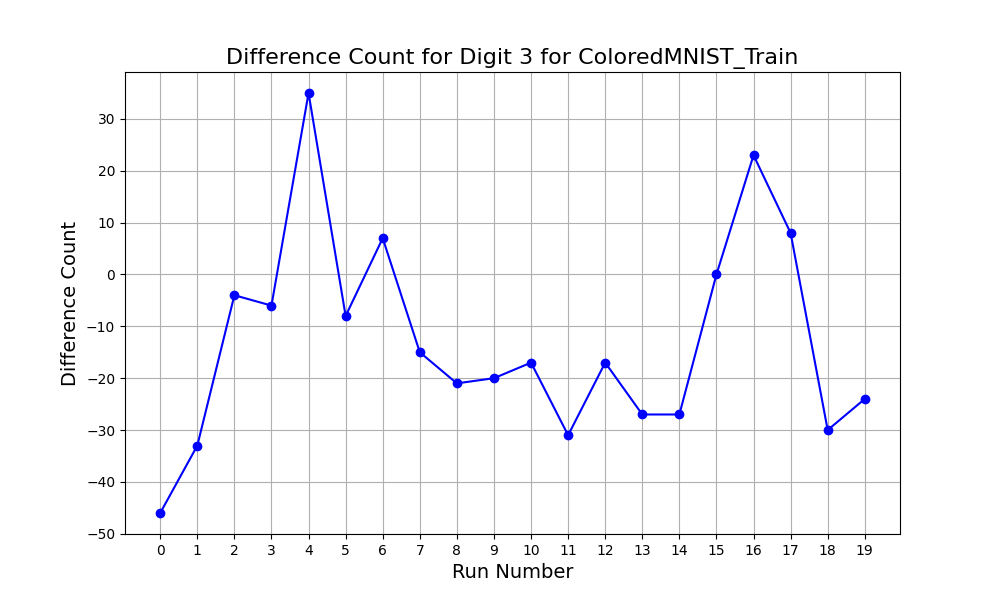 Difference Count for Digit 3 for ColoredMNIST_Train
Difference Count
30
20
10
0
−10
−20
−30
−40
−50
0 1 2 3 4 5 6 7 8 9 10 11 12 13 14 15 16 17 18 19
Run Number